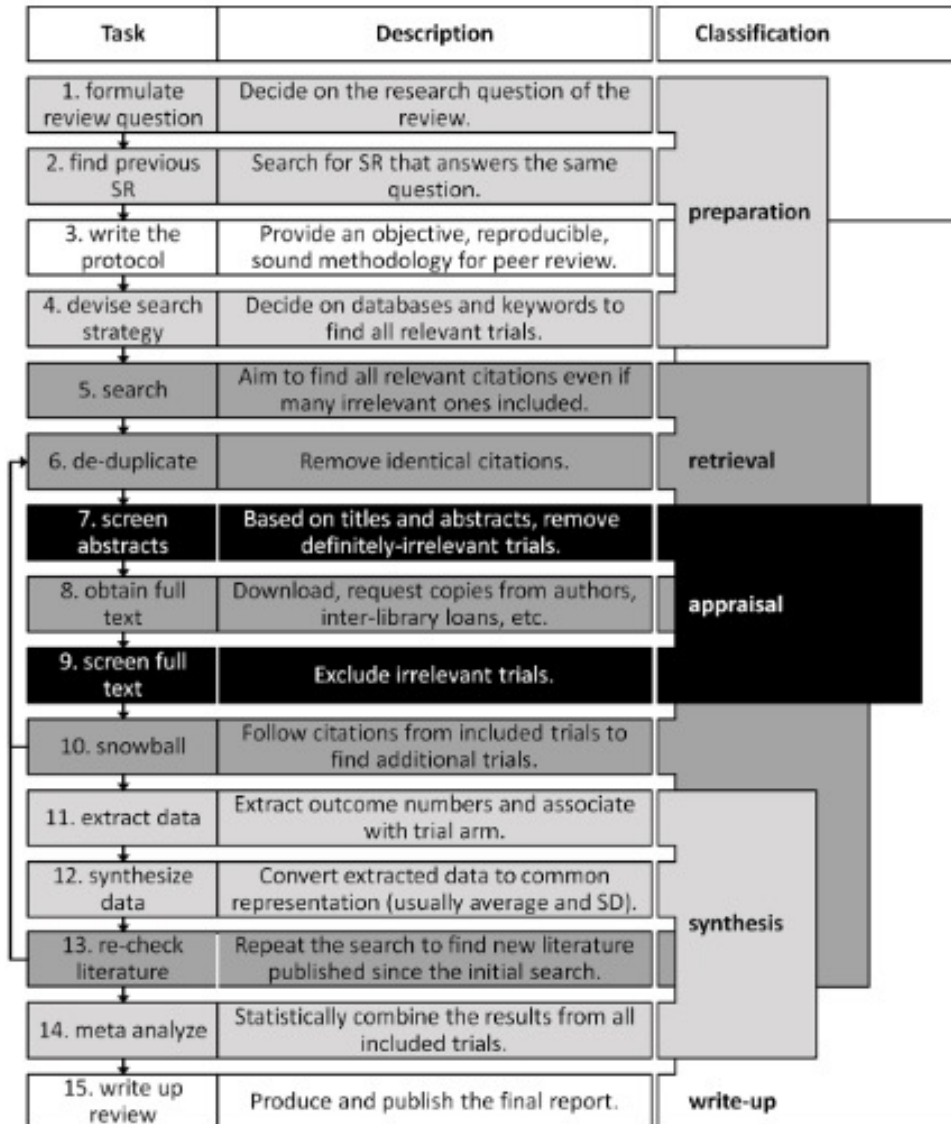 Task Description Classification
1. formulate Decide on the research question of the
review question review.
2. find previous Search for SR that answers the same
SR question.
preparation
3. write the Provide an objective, reproducible,
protocol sound methodology for peer review.
4. devise search Decide on databases and keywords to
strategy find all relevant trials.
5. search Aim to find all relevant citations even if
many irrelevant ones included.
6. de-duplicate Remove identical citations. retrieval
7. screen Based on titles and abstracts, remove
abstracts definitely-irrelevant trials.
8. obtain full Download, request copies from authors,
text inter-library loans, etc.
appraisal
9. screen full
text Exclude irrelevant trials.
10. snowball Follow citations from included trials to
find additional trials.
11. extract data Extract outcome numbers and associate
with trial arm.
12. synthesize Convert extracted data to common
data representation (usually average and SD).
synthesis
13. re-check Repeat the search to find new literature
literature published since the initial search.
14. meta analyze Statistically combine the results from all
included trials.
15. write up
review Produce and publish the final report. write-up